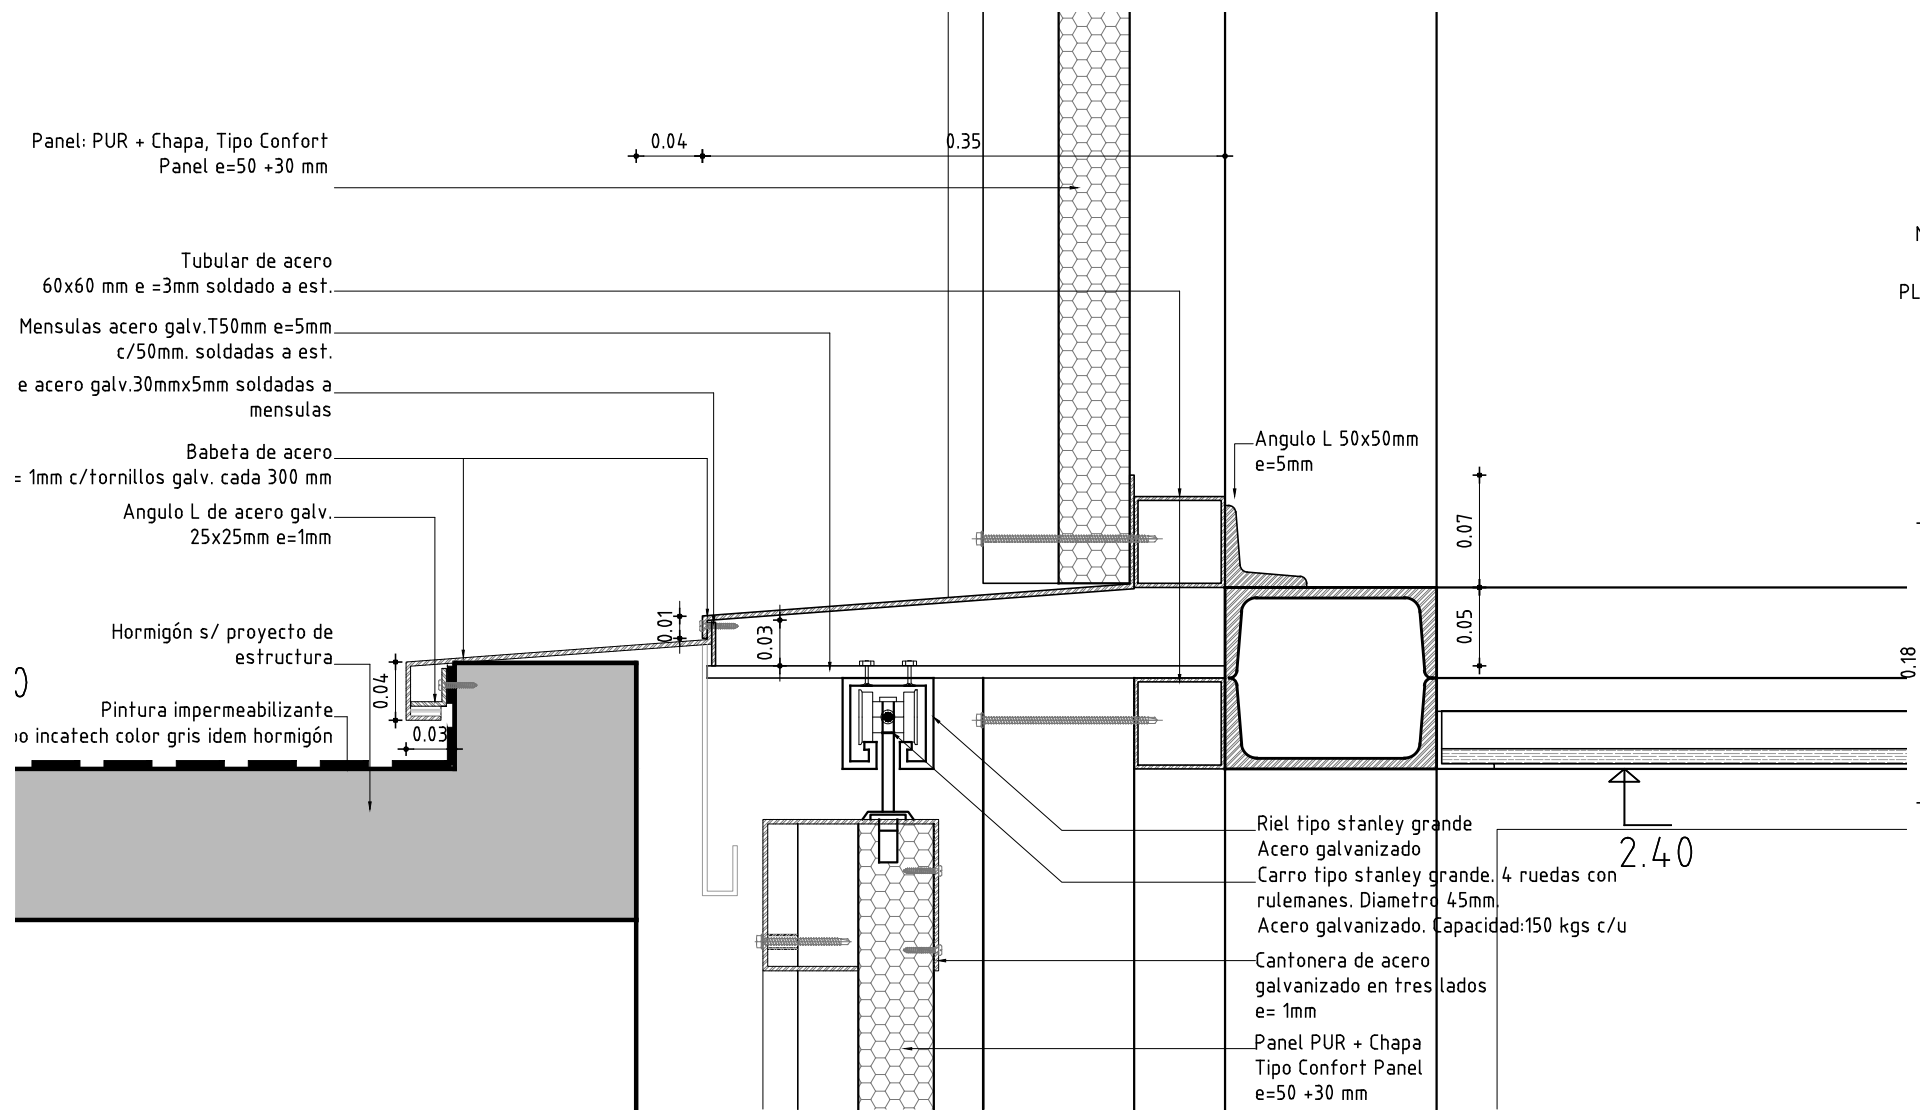 Panel: PUR + Chapa, Tipo Confort
Panel e=50 +30 mm
0.04
0.35
Tubular de acero
60x60 mm e =3mm soldado a est.
Mensulas acero galv.T50mm e=5mm
c/50mm. soldadas a est.
e acero galv.30mmx5mm soldadas a
mensulas
Babeta de acero
= 1mm c/tornillos galv. cada 300 mm
Angulo L de acero galv.
25x25mm e=1mm
Hormigón s/ proyecto de
estructura
Pintura impermeabilizante
po incatech color gris idem hormigón
0.04
0.03
0.01
0.03
Angulo L 50x50mm
e=5mm
0.07
0.05
0.18
PL
2.40
Riel tipo stanley grande
Acero galvanizado
Carro tipo stanley grande. 4 ruedas con
rulemanes. Diametro 45mm.
Acero galvanizado. Capacidad:150 kgs c/u
Cantonera de acero
galvanizado en tres lados
e= 1mm
Panel PUR + Chapa
Tipo Confort Panel
e=50 +30 mm